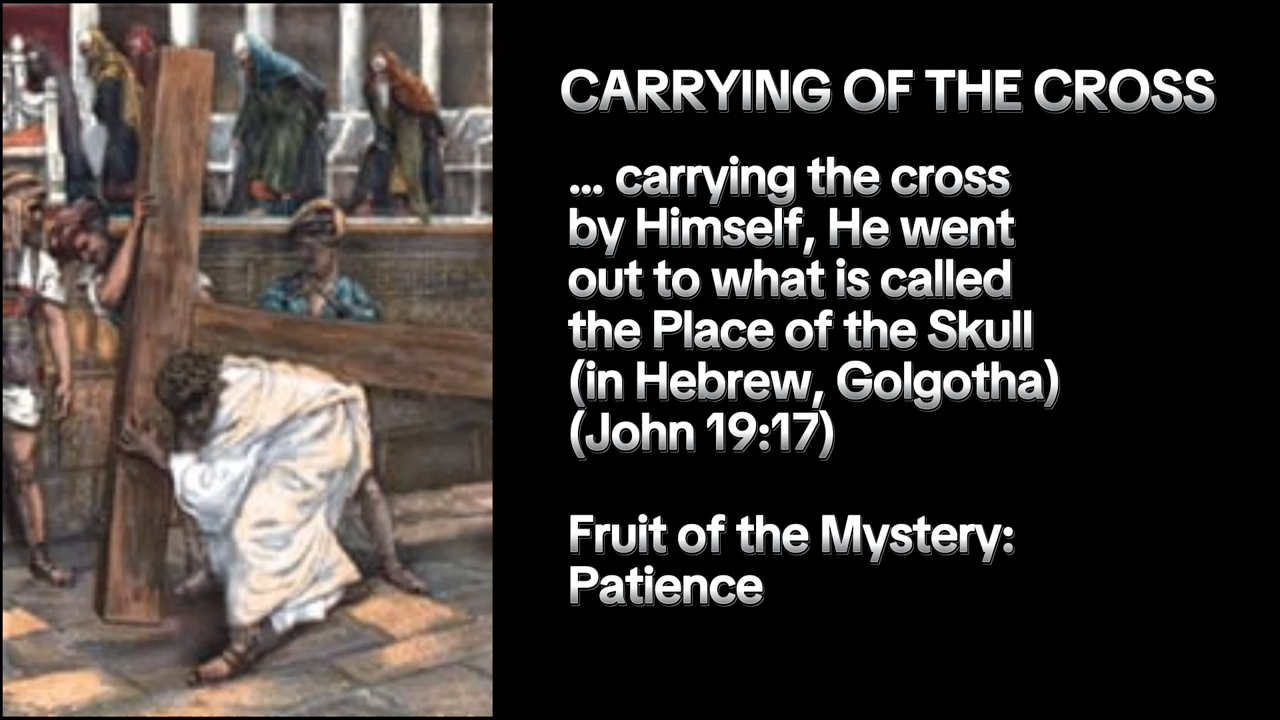 CARRYING OF THE CROSS
... carrying the cross
by Himself, He went
out to what is called
the Place of the Skull
(in Hebrew, Golgotha)
(John 19:17)
Fruit of the Mystery:
Patience